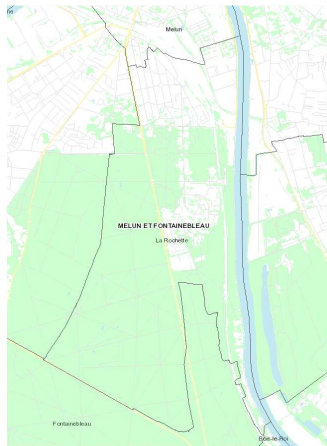 Melun
MELUN ET FONTAINEBLEAU
La Rochette
Fontainebleau
Bois-le-Roi